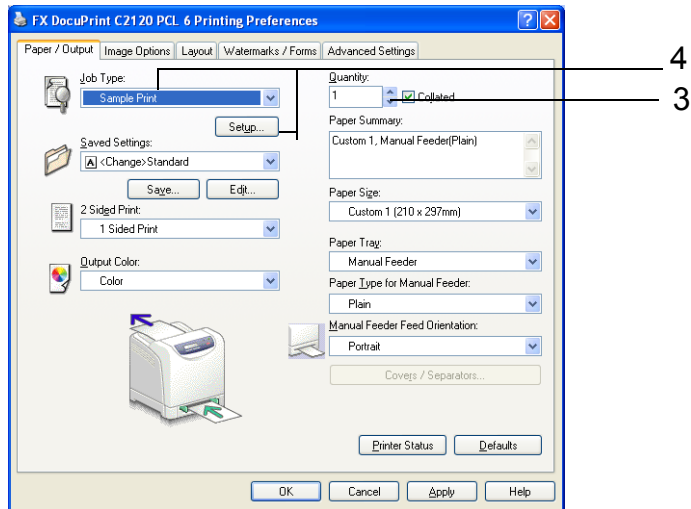 FX DocuPrint C2120 PCL 6 Printing Preferences
Paper / Output Image Options Layout Watermarks / Forms Advanced Settings
Job Type:
Sample Print
Setup...
Saved Settings:
A <Change>Standard
Save... Edit...
2 Sided Print:
1 Sided Print
Output Color:
Color
Quantity:
1 Collated
Paper Summary:
Custom 1, Manual Feeder(Plain)
Paper Size:
Custom 1 (210 x 297mm)
Paper Tray:
Manual Feeder
Paper Type for Manual Feeder:
Plain
Manual Feeder Feed Orientation:
Portrait
Covers / Separators...
Printer Status Defaults
OK Cancel Apply Help
4
3